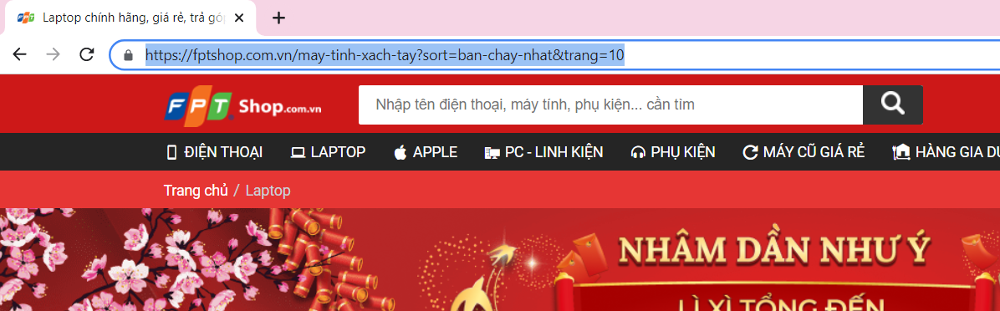 Laptop chính hãng, giá rẻ, trả góp
https://fptshop.com.vn/may-tinh-xach-tay?sort=ban-chay-nhat&trang=10
FPT Shop.com.vn
Nhập tên điện thoại, máy tính, phụ kiện... cần tìm
ĐIỆN THOẠI LAPTOP APPLE PC - LINH KIỆN PHỤ KIỆN MÁY CŨ GIÁ RẺ HÀNG GIA DỤ
Trang chủ / Laptop
NHÂM DẦN NHƯ Ý
LÌ XÌ TỔNG ĐẾN